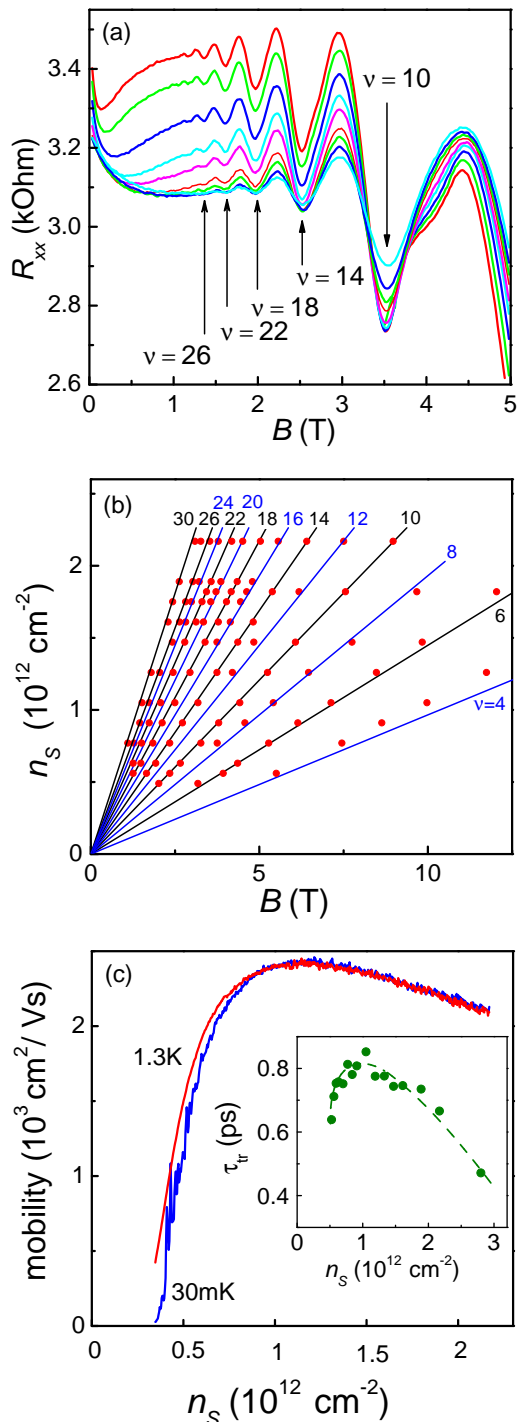 (a)
3.4
3.2
3.0
2.8
2.6
R_xx (kOhm)
ν = 10
ν = 14
ν = 18
ν = 22
ν = 26
0 1 2 3 4 5
B (T)
(b)
2
1
0
n_S (10^12 cm^-2)
24 20
30 26 22 18 16 14 12 10
8
6
ν=4
0 5 10
B (T)
(c)
2
1
0
mobility (10^3 cm^2/ Vs)
1.3K
30mK
0.8
0.6
0.4
τ_tr (ps)
0 1 2 3
n_S (10^12 cm^-2)
0 0.5 1 1.5 2
n_S (10^12 cm^-2)